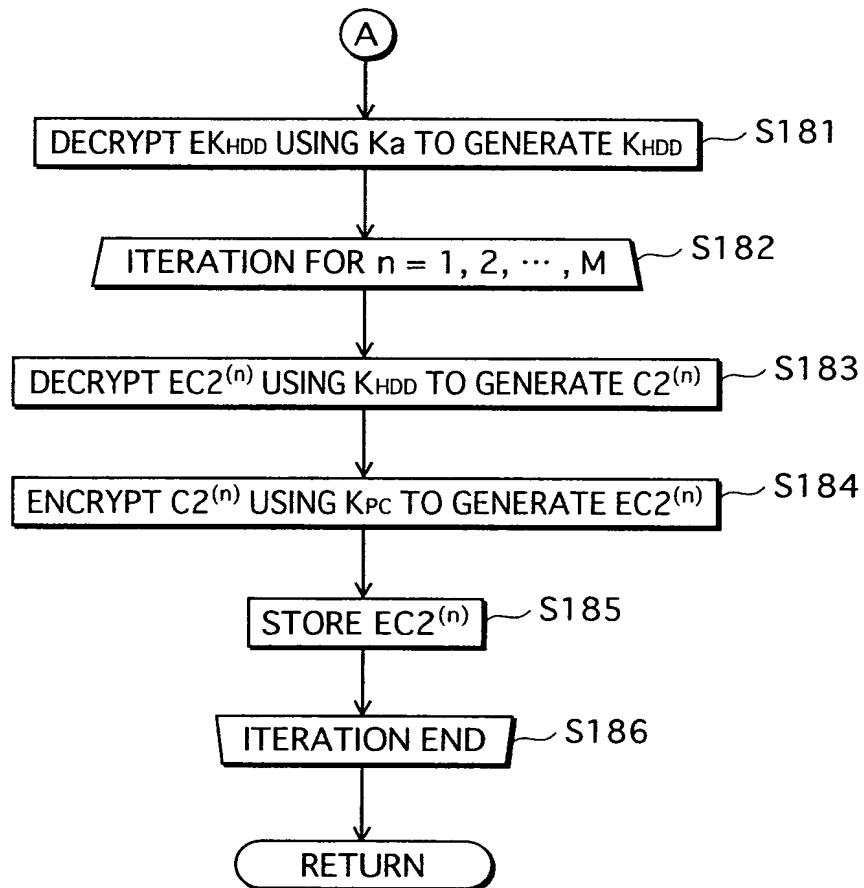 A
DECRYPT EKHDD USING Ka TO GENERATE KHDD
S181
ITERATION FOR n = 1, 2, ⋯ , M
S182
DECRYPT EC2(n) USING KHDD TO GENERATE C2(n)
S183
ENCRYPT C2(n) USING KPC TO GENERATE EC2(n)
S184
STORE EC2(n)
S185
ITERATION END
S186
RETURN